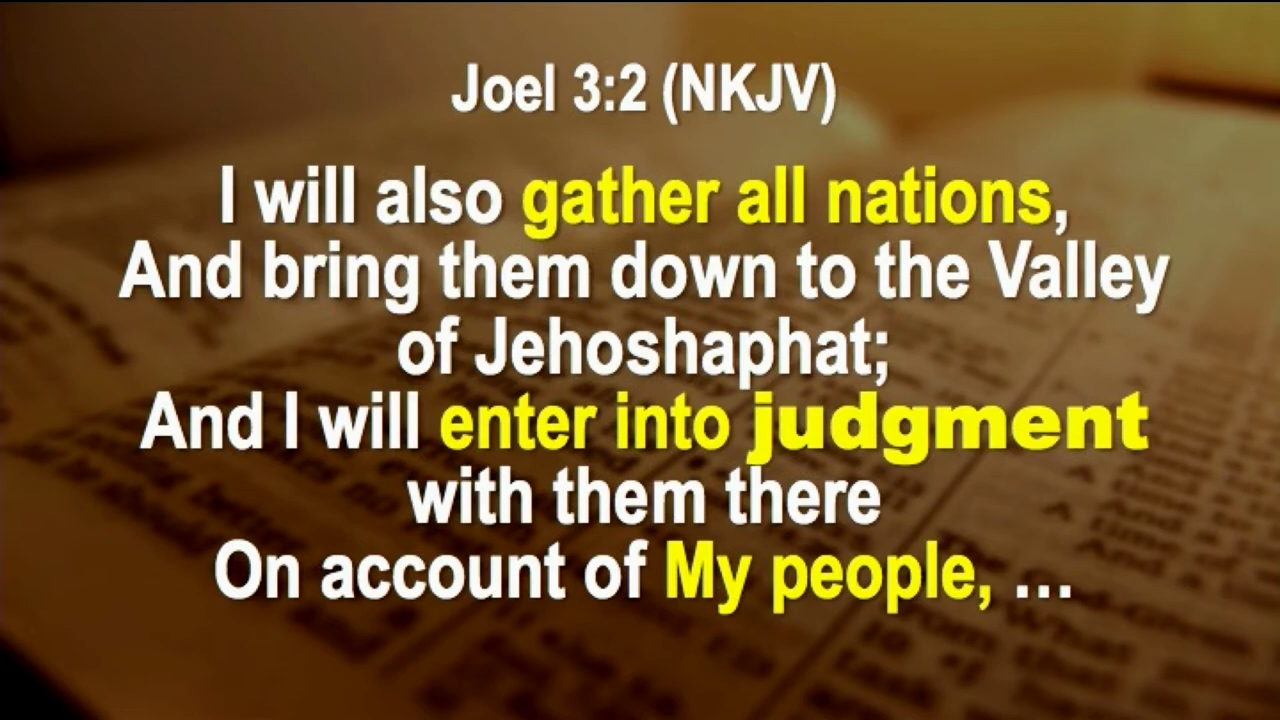 Joel 3:2 (NKJV)
I will also gather all nations,
And bring them down to the Valley
of Jehoshaphat;
And I will enter into judgment
with them there
On account of My people, …